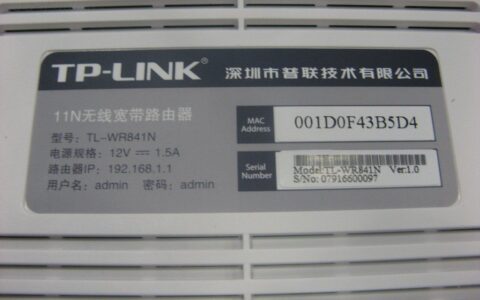 TP-LINK 深圳市普联技术有限公司
11N无线宽带路由器
型号: TL-WR841N
电源规格: 12V ⎓ 1.5A
路由器IP: 192.168.1.1
用户名: admin 密码: admin
MAC Address 001D0F43B5D4
Serial Number
Model:TL-WR841N Ver:1.0
S/No: 07916600097